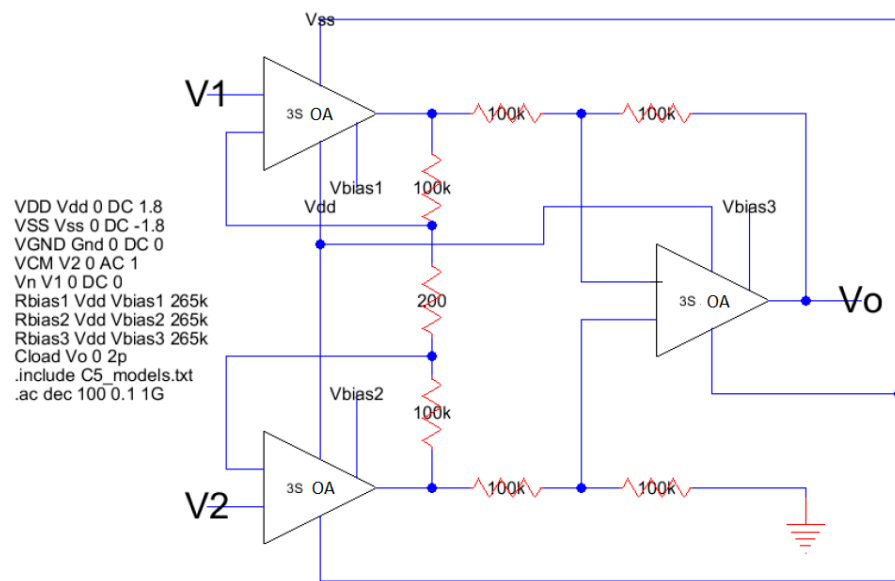 Vss
V1
3S OA
100k
100k
Vbias1
100k
Vdd
Vbias3
VDD Vdd 0 DC 1.8
VSS Vss 0 DC -1.8
VGND Gnd 0 DC 0
VCM V2 0 AC 1
Vn V1 0 DC 0
Rbias1 Vdd Vbias1 265k
Rbias2 Vdd Vbias2 265k
Rbias3 Vdd Vbias3 265k
Cload Vo 0 2p
.include C5_models.txt
.ac dec 100 0.1 1G
200
3S OA
Vo
Vbias2
100k
3S OA
V2
100k
100k